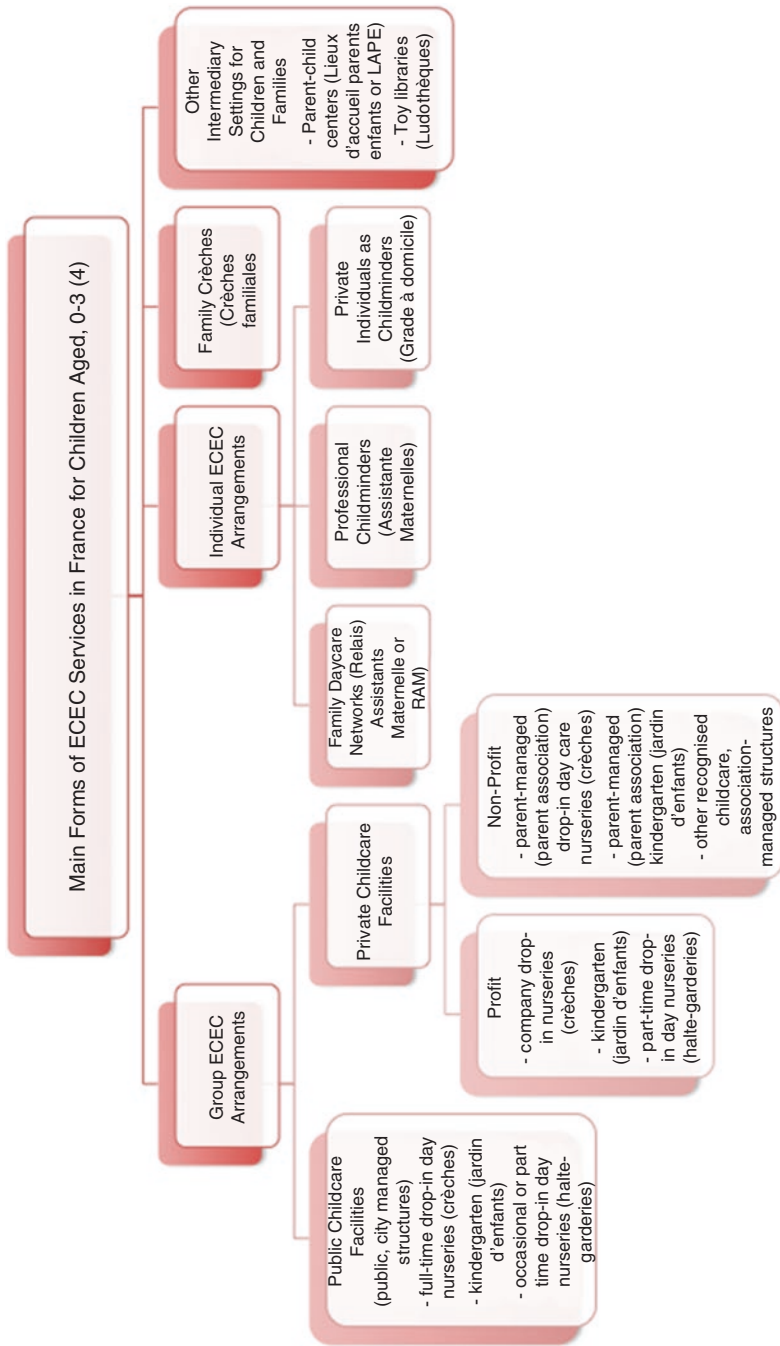 Main Forms of ECEC Services in France for Children Aged, 0-3 (4)
Group ECEC
Arrangements
Public Childcare
Facilities
(public, city managed
structures)
- full-time drop-in day
nurseries (crèches)
- kindergarten (jardin
d'enfants)
- occasional or part
time drop-in day
nurseries (halte-
garderies)
Private Childcare
Facilities
Profit
- company drop-
in nurseries
(crèches)
- kindergarten
(jardin d'enfants)
- part-time drop-
in day nurseries
(halte-garderies)
Non-Profit
- parent-managed
(parent association)
drop-in day care
nurseries (crèches)
- parent-managed
(parent association)
kindergarten (jardin
d'enfants)
- other recognised
childcare,
association-
managed structures
Individual ECEC
Arrangements
Family Daycare
Networks (Relais)
Assistants
Maternelle or
RAM)
Professional
Childminders
(Assistante
Maternelles)
Private
Individuals as
Childminders
(Grade à domicile)
Family Crèches
(Crèches
familiales
Other
Intermediary
Settings for
Children and
Families
- Parent-child
centers (Lieux
d'accueil parents
enfants or LAPE)
- Toy libraries
(Ludothèques)